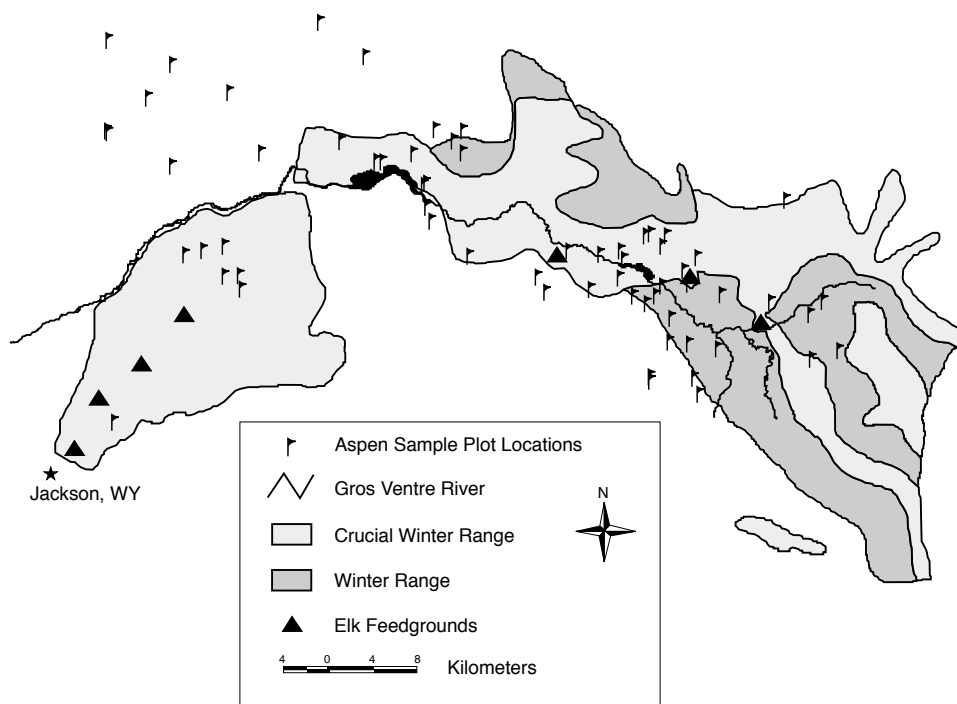 Jackson, WY
Aspen Sample Plot Locations
Gros Ventre River
N
Crucial Winter Range
Winter Range
Elk Feedgrounds
4 0 4 8
Kilometers